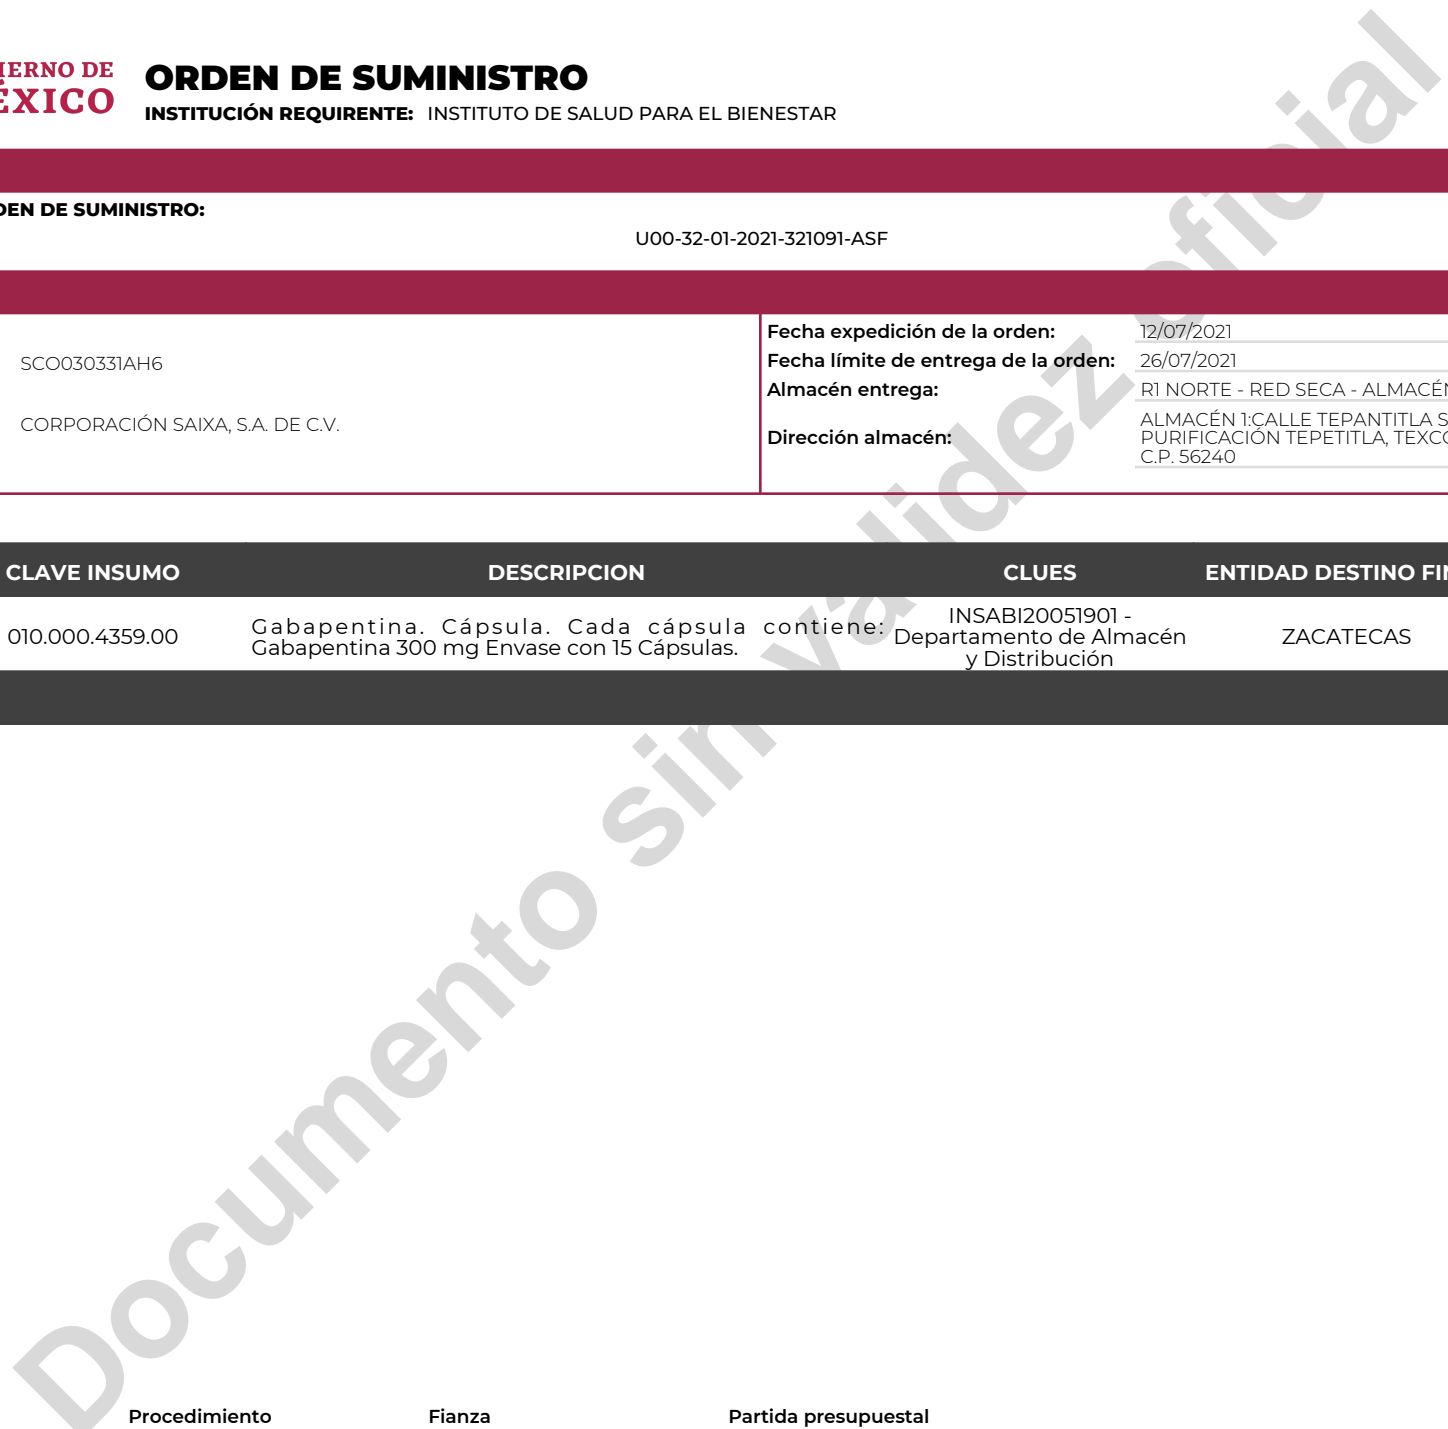 IERNO DE
ÉXICO
ORDEN DE SUMINISTRO
INSTITUCIÓN REQUIRENTE: INSTITUTO DE SALUD PARA EL BIENESTAR
DEN DE SUMINISTRO:
U00-32-01-2021-321091-ASF
SCO030331AH6
CORPORACIÓN SAIXA, S.A. DE C.V.
Fecha expedición de la orden: 12/07/2021
Fecha límite de entrega de la orden: 26/07/2021
Almacén entrega: R1 NORTE - RED SECA - ALMACÉN
Dirección almacén: ALMACÉN 1:CALLE TEPANTITLA S
PURIFICACIÓN TEPETITLA, TEXCO
C.P. 56240
CLAVE INSUMO DESCRIPCION CLUES ENTIDAD DESTINO FIN
010.000.4359.00
Gabapentina. Cápsula. Cada cápsula contiene:
Gabapentina 300 mg Envase con 15 Cápsulas.
INSABI20051901 -
Departamento de Almacén
y Distribución
ZACATECAS
Documento sin validez oficial
Procedimiento Fianza Partida presupuestal